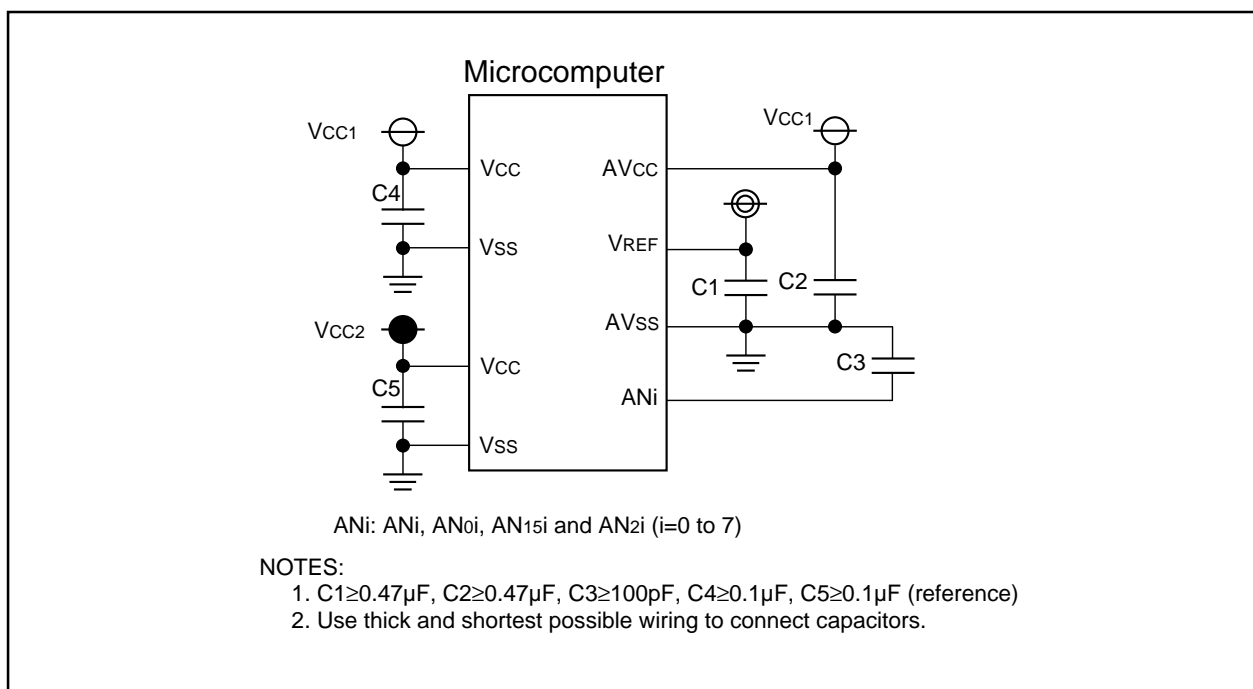 Microcomputer
VCC1
VCC1
VCC
AVCC
C4
VREF
VSS
C1
C2
VCC2
AVSS
VCC
C3
C5
ANi
VSS
ANi: ANi, AN0i, AN15i and AN2i (i=0 to 7)
NOTES:
1. C1≥0.47µF, C2≥0.47µF, C3≥100pF, C4≥0.1µF, C5≥0.1µF (reference)
2. Use thick and shortest possible wiring to connect capacitors.